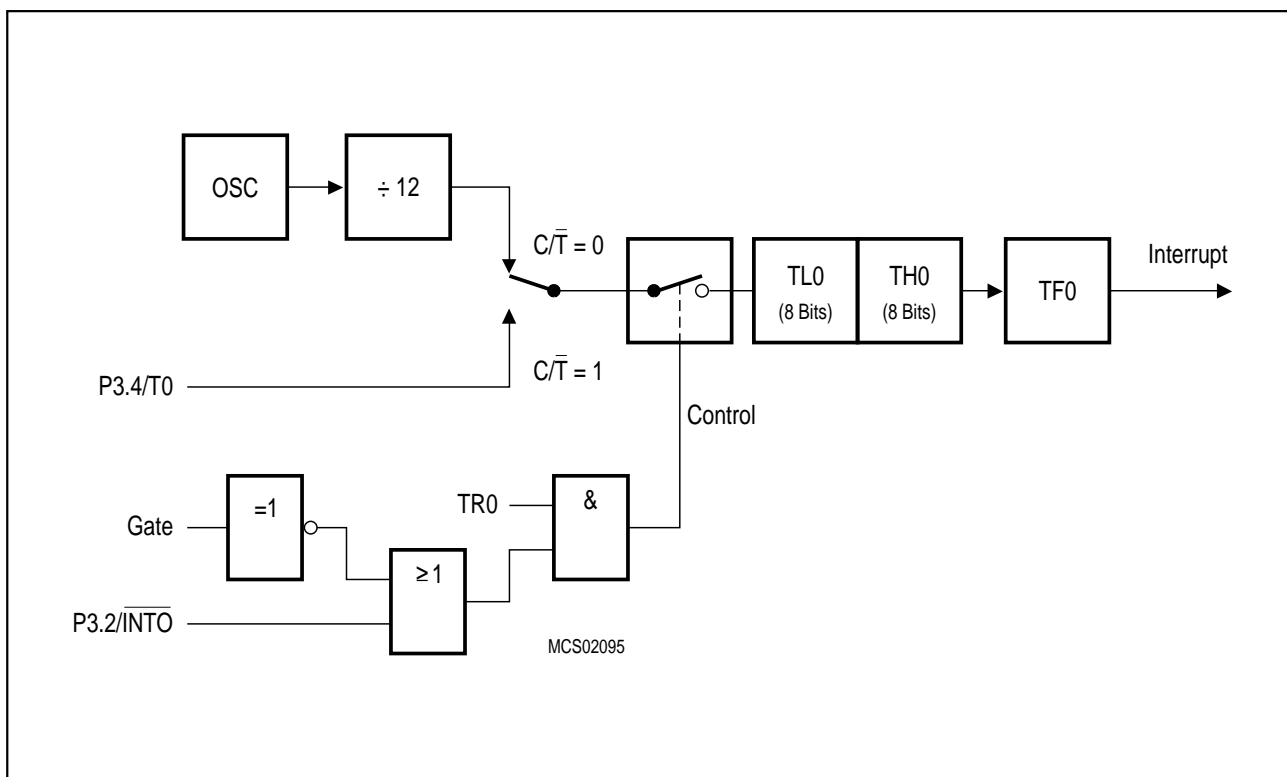 OSC
÷ 12
C/T̅ = 0
TL0
(8 Bits)
TH0
(8 Bits)
TF0
Interrupt
P3.4/T0
C/T̅ = 1
Control
Gate
=1
TR0
&
≥1
P3.2/I̅N̅T̅O̅
MCS02095